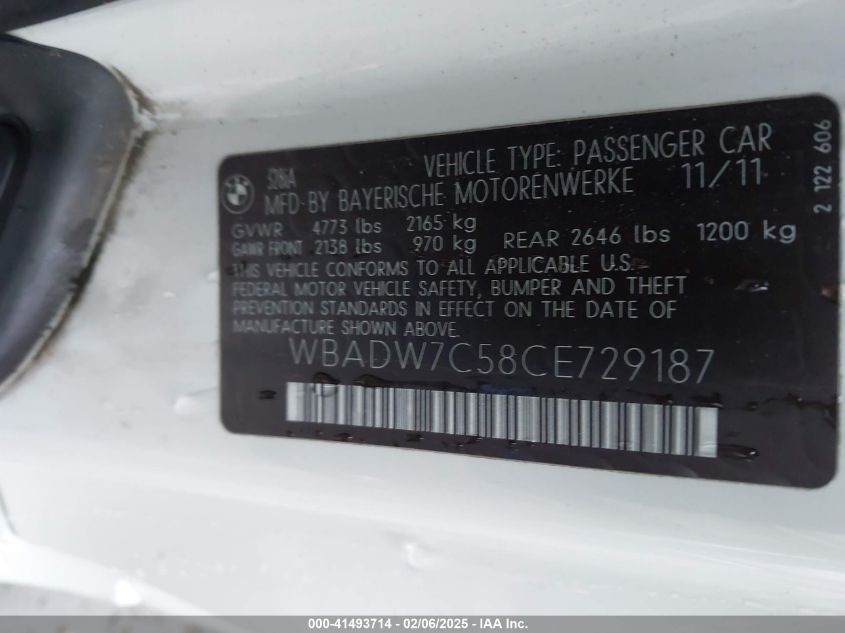 BMW
328iA
VEHICLE TYPE: PASSENGER CAR
MFD BY BAYERISCHE MOTORENWERKE 11/11
GVWR 4773 lbs 2165 kg
GAWR FRONT 2138 lbs 970 kg REAR 2646 lbs 1200 kg
THIS VEHICLE CONFORMS TO ALL APPLICABLE U.S.
FEDERAL MOTOR VEHICLE SAFETY, BUMPER AND THEFT
PREVENTION STANDARDS IN EFFECT ON THE DATE OF
MANUFACTURE SHOWN ABOVE.
WBADW7C58CE729187
2 122 606
000-41493714 - 02/06/2025 - IAA Inc.